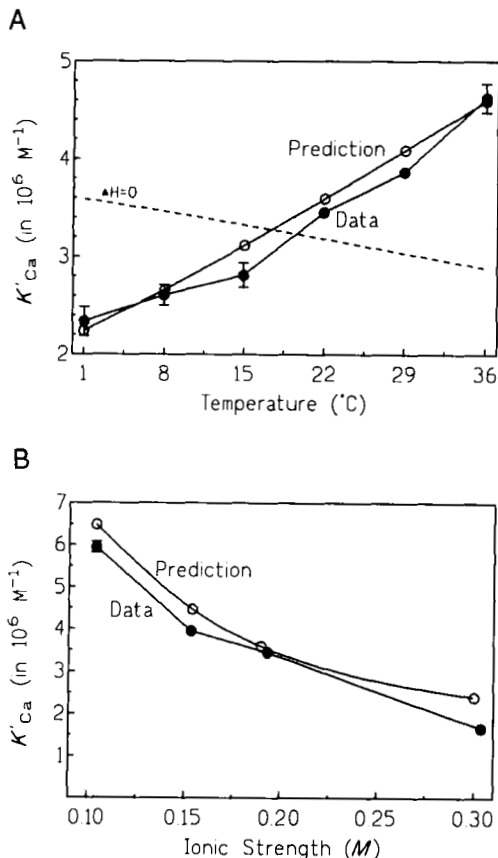 A
5
4
3
2
K'Ca (in 10⁶ M⁻¹)
ΔH=0
Prediction
Data
1 8 15 22 29 36
Temperature (°C)
B
7
6
5
4
3
2
1
K'Ca (in 10⁶ M⁻¹)
Prediction
Data
0.10 0.15 0.20 0.25 0.30
Ionic Strength (M)